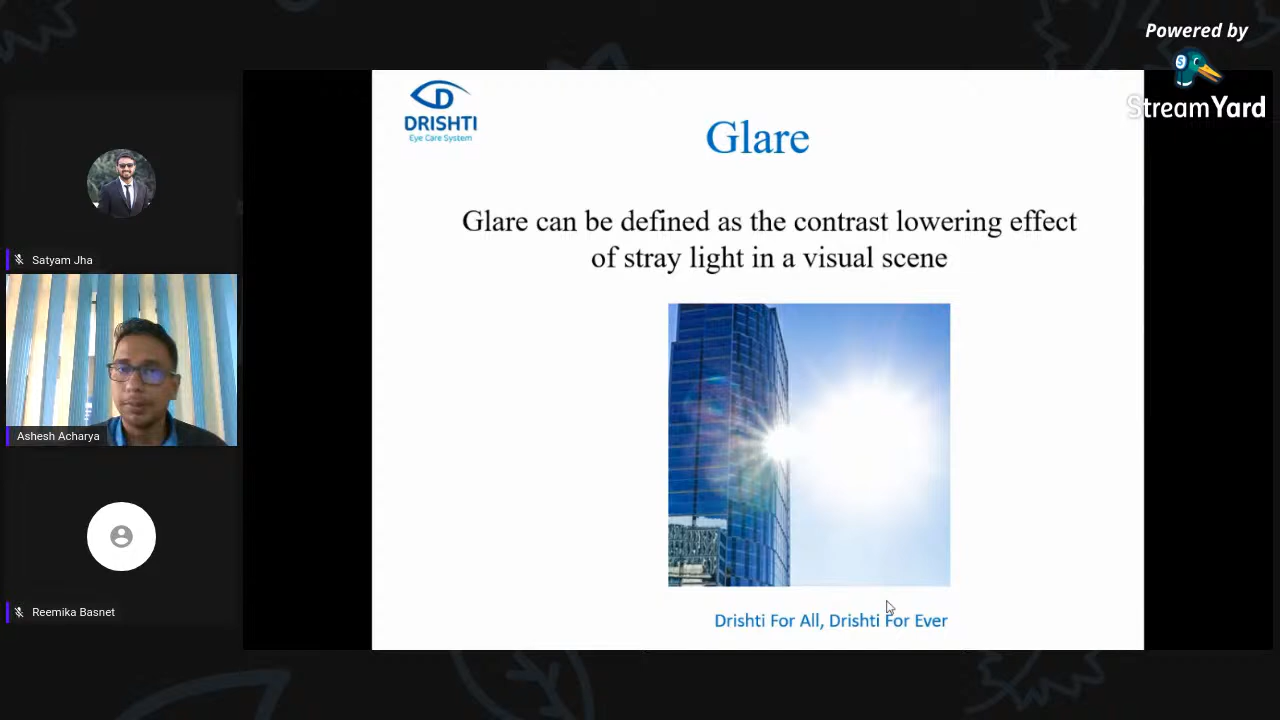 Powered by
StreamYard
DRISHTI
Eye Care System
Glare
Glare can be defined as the contrast lowering effect
of stray light in a visual scene
Satyam Jha
Ashesh Acharya
Reemika Basnet
Drishti For All, Drishti For Ever